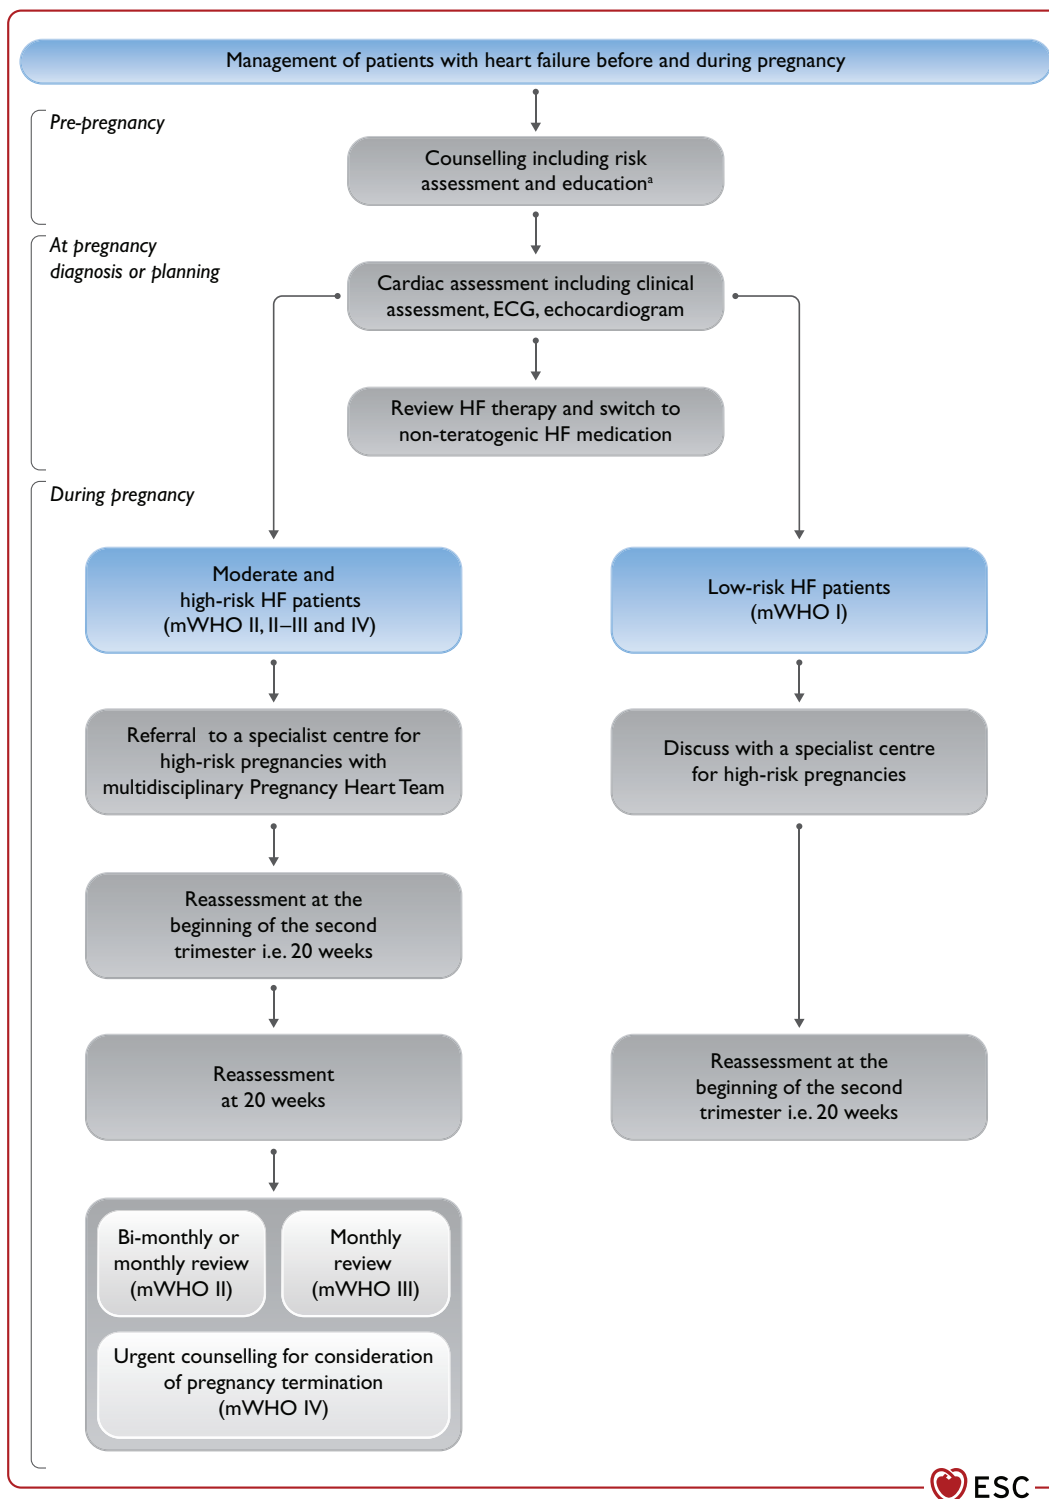 Management of patients with heart failure before and during pregnancy
Pre-pregnancy
Counselling including risk
assessment and educationᵃ
At pregnancy
diagnosis or planning
Cardiac assessment including clinical
assessment, ECG, echocardiogram
Review HF therapy and switch to
non-teratogenic HF medication
During pregnancy
Moderate and
high-risk HF patients
(mWHO II, II–III and IV)
Low-risk HF patients
(mWHO I)
Referral to a specialist centre for
high-risk pregnancies with
multidisciplinary Pregnancy Heart Team
Discuss with a specialist centre
for high-risk pregnancies
Reassessment at the
beginning of the second
trimester i.e. 20 weeks
Reassessment
at 20 weeks
Reassessment at the
beginning of the second
trimester i.e. 20 weeks
Bi-monthly or
monthly review
(mWHO II)
Monthly
review
(mWHO III)
Urgent counselling for consideration
of pregnancy termination
(mWHO IV)
ESC